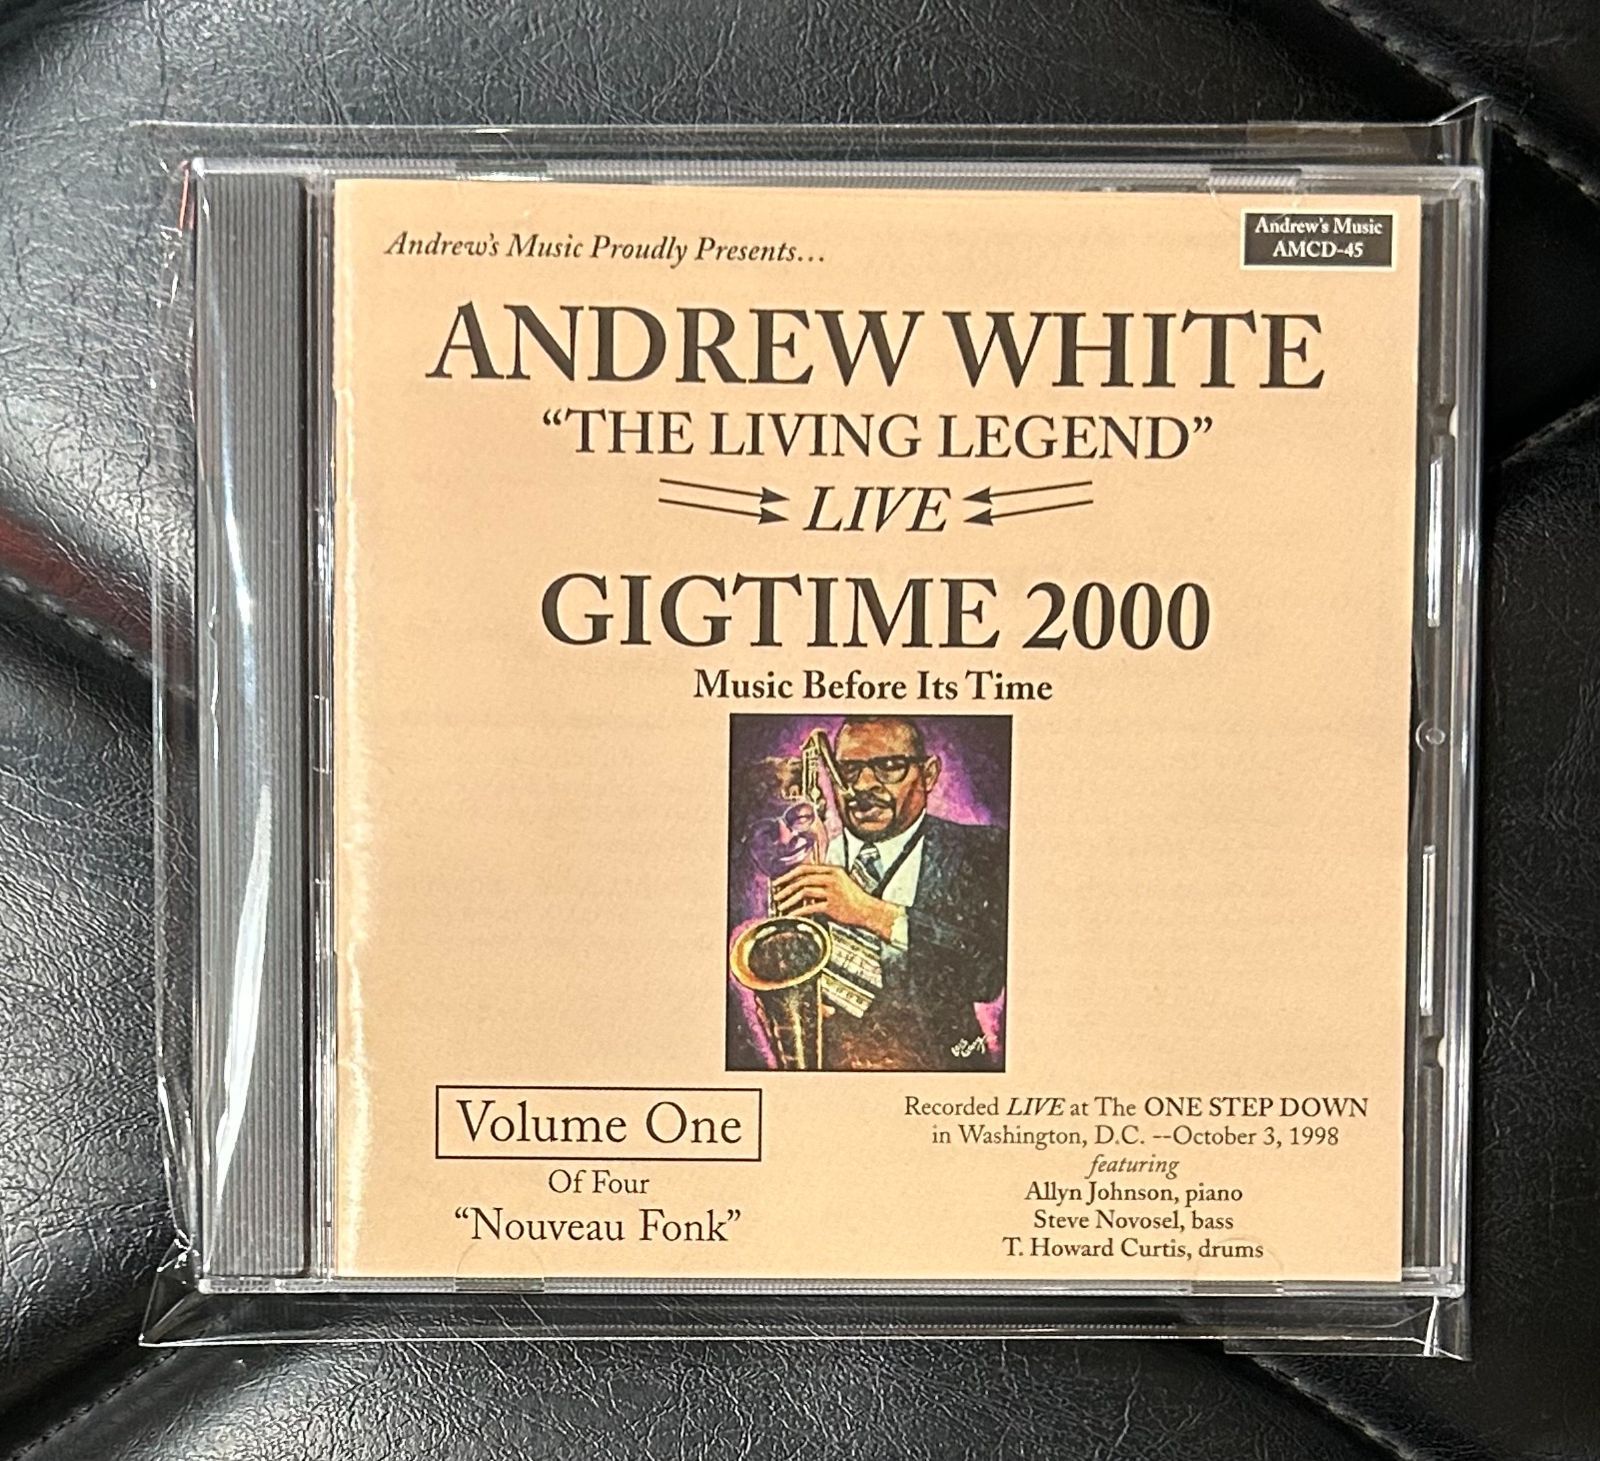 Andrew's Music Proudly Presents...
Andrew's Music
AMCD-45
ANDREW WHITE
“THE LIVING LEGEND”
LIVE
GIGTIME 2000
Music Before Its Time
Volume One
Of Four
“Nouveau Fonk”
Recorded LIVE at The ONE STEP DOWN
in Washington, D.C. --October 3, 1998
featuring
Allyn Johnson, piano
Steve Novosel, bass
T. Howard Curtis, drums